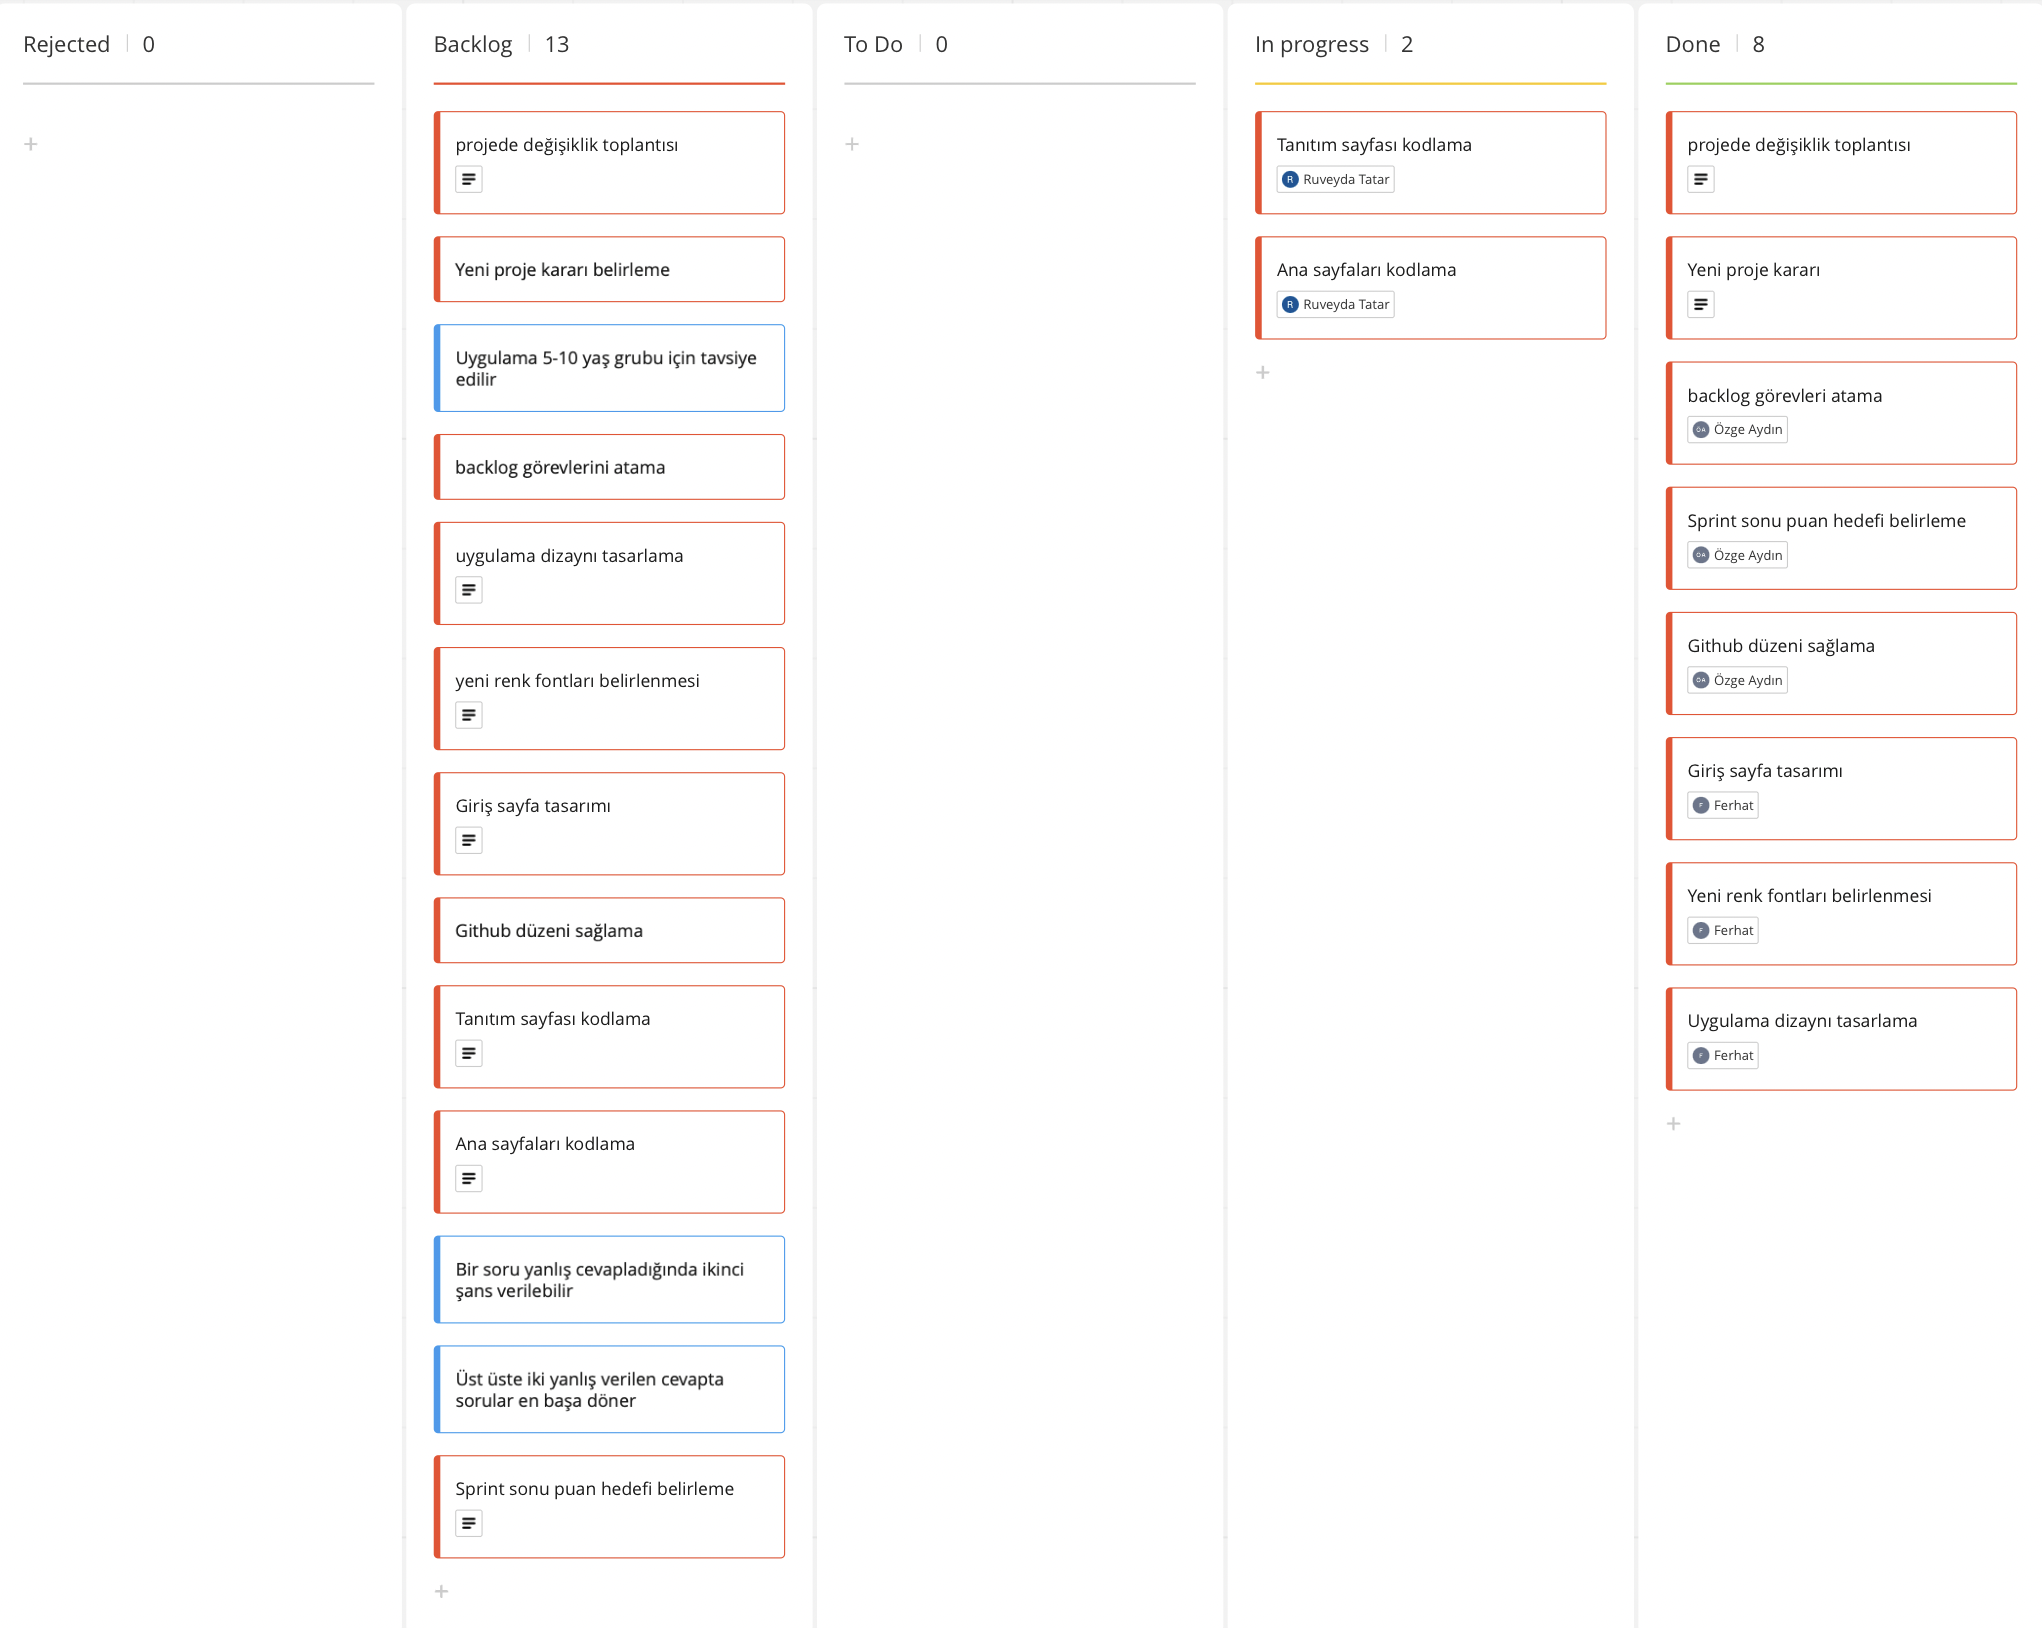 Rejected 0
Backlog 13
projede değişiklik toplantısı
Yeni proje kararı belirleme
Uygulama 5-10 yaş grubu için tavsiye
edilir
backlog görevlerini atama
uygulama dizaynı tasarlama
yeni renk fontları belirlenmesi
Giriş sayfa tasarımı
Github düzeni sağlama
Tanıtım sayfası kodlama
Ana sayfaları kodlama
Bir soru yanlış cevapladığında ikinci
şans verilebilir
Üst üste iki yanlış verilen cevapta
sorular en başa döner
Sprint sonu puan hedefi belirleme
To Do 0
In progress 2
Tanıtım sayfası kodlama
R Ruveyda Tatar
Ana sayfaları kodlama
R Ruveyda Tatar
Done 8
projede değişiklik toplantısı
Yeni proje kararı
backlog görevleri atama
ÖA Özge Aydın
Sprint sonu puan hedefi belirleme
ÖA Özge Aydın
Github düzeni sağlama
ÖA Özge Aydın
Giriş sayfa tasarımı
F Ferhat
Yeni renk fontları belirlenmesi
F Ferhat
Uygulama dizaynı tasarlama
F Ferhat